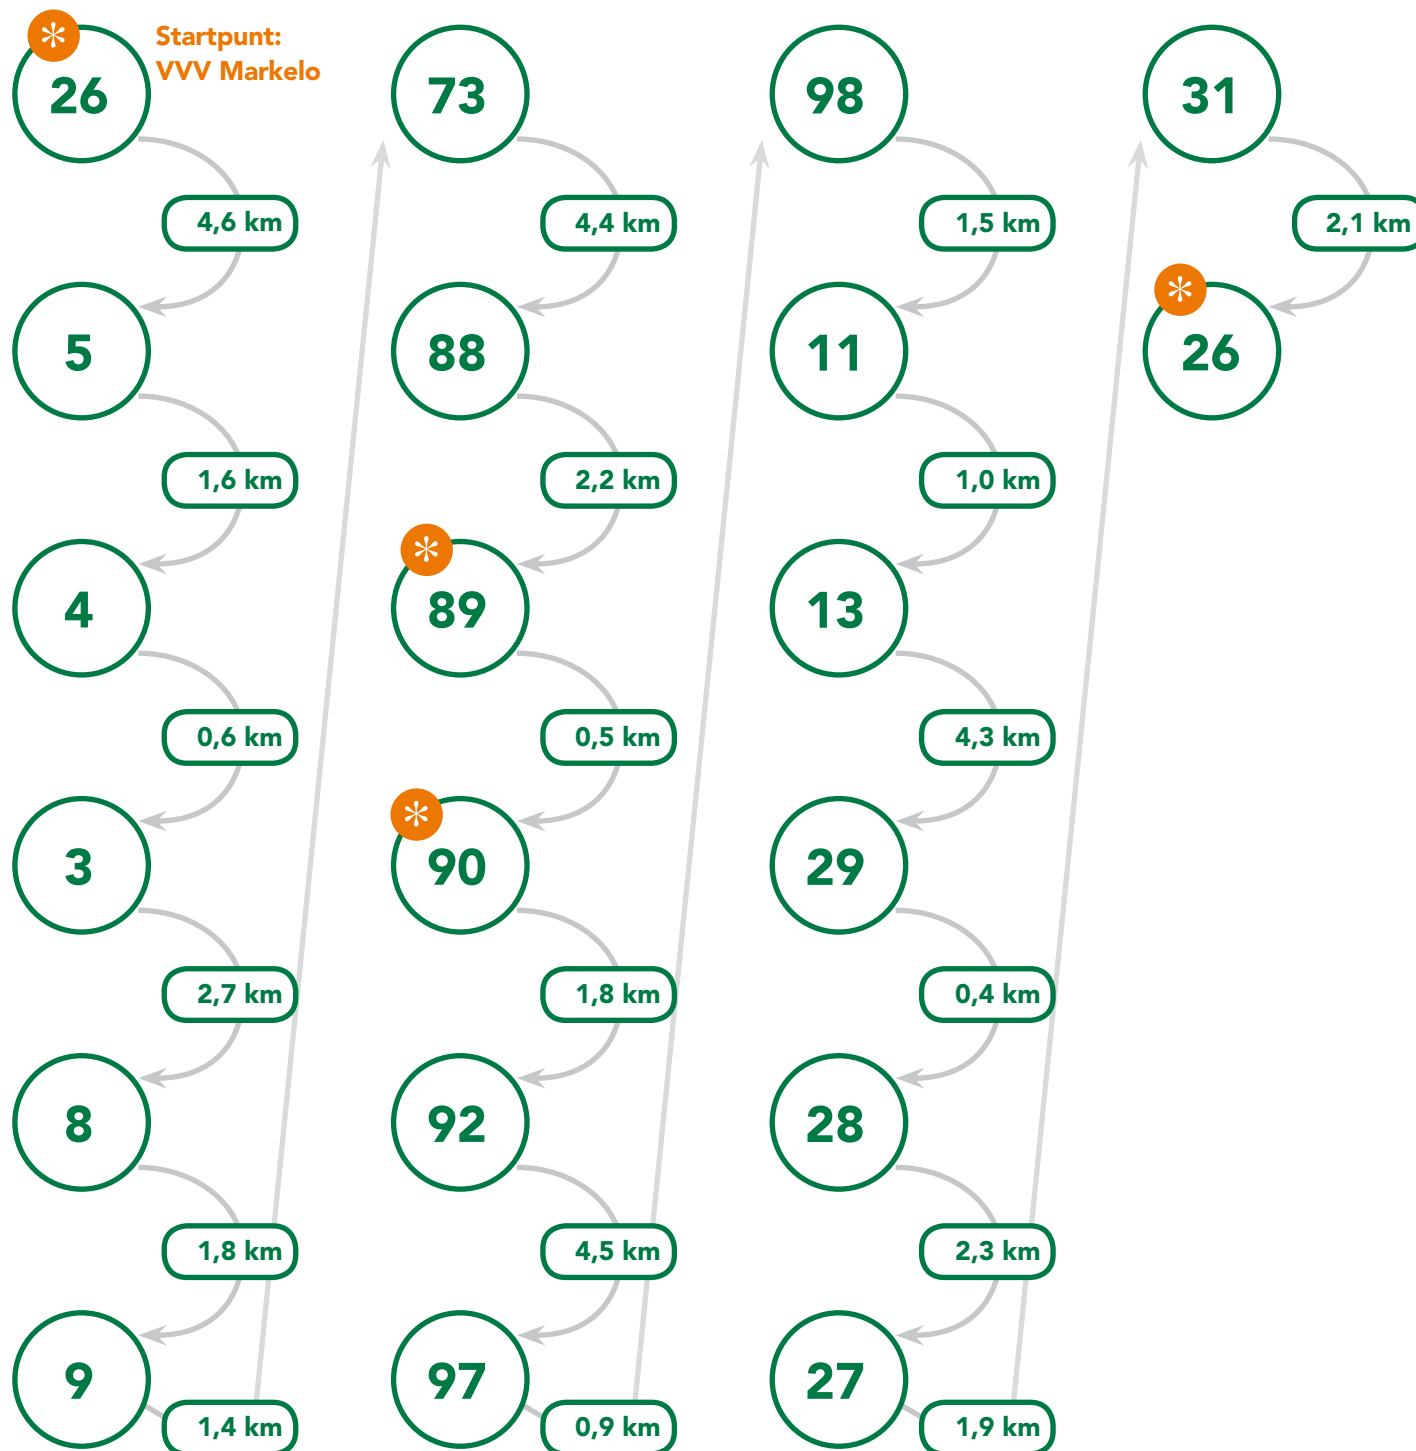 *
26
Startpunt:
VVV Markelo
4,6 km
5
1,6 km
4
0,6 km
3
2,7 km
8
1,8 km
9
1,4 km
73
4,4 km
88
2,2 km
*
89
0,5 km
*
90
1,8 km
92
4,5 km
97
0,9 km
98
1,5 km
11
1,0 km
13
4,3 km
29
0,4 km
28
2,3 km
27
1,9 km
31
2,1 km
*
26